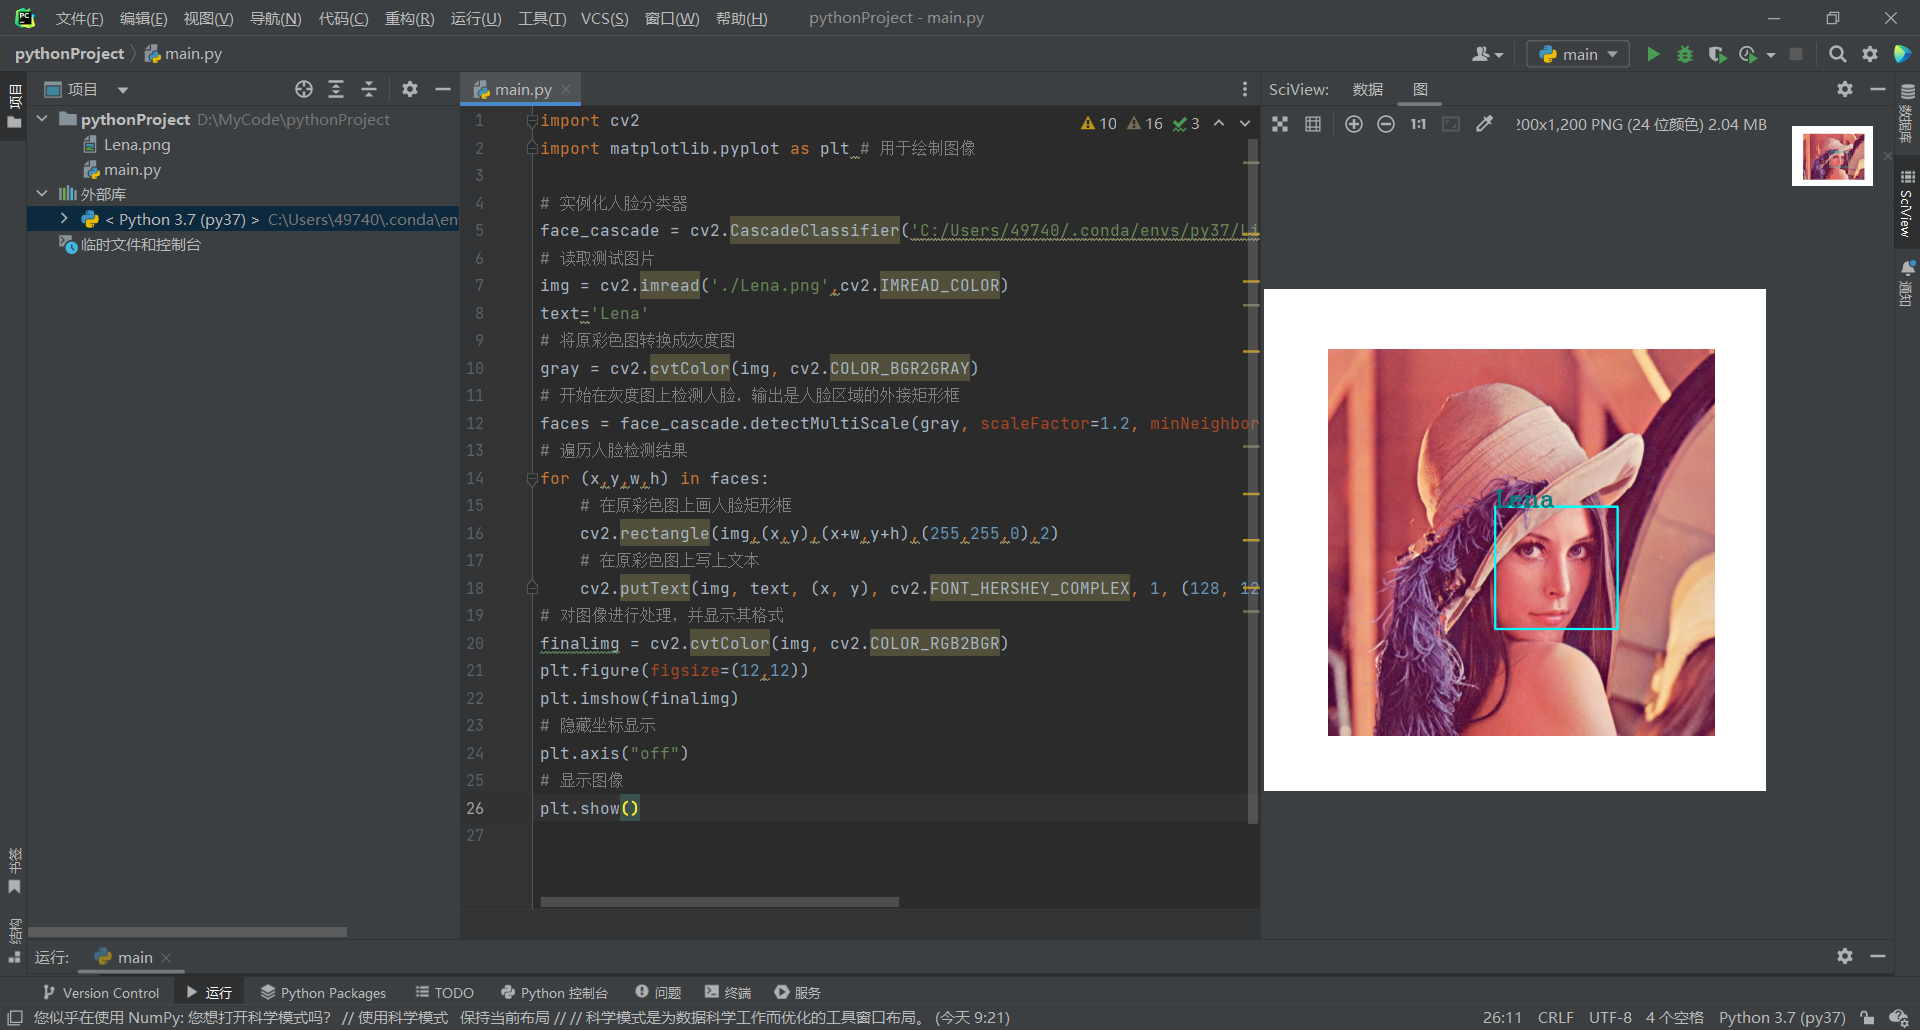 文件(F) 编辑(E) 视图(V) 导航(N) 代码(C) 重构(R) 运行(U) 工具(T) VCS(S) 窗口(W) 帮助(H) pythonProject - main.py
pythonProject main.py main
项目
main.py
SciView: 数据 图
pythonProject D:\MyCode\pythonProject
Lena.png
main.py
外部库
< Python 3.7 (py37) > C:\Users\49740\.conda\en
临时文件和控制台
10 16 3
1 import cv2
2 import matplotlib.pyplot as plt # 用于绘制图像
3
4 # 实例化人脸分类器
5 face_cascade = cv2.CascadeClassifier('C:/Users/49740/.conda/envs/py37/Li
6 # 读取测试图片
7 img = cv2.imread('./Lena.png',cv2.IMREAD_COLOR)
8 text='Lena'
9 # 将原彩色图转换成灰度图
10 gray = cv2.cvtColor(img, cv2.COLOR_BGR2GRAY)
11 # 开始在灰度图上检测人脸，输出是人脸区域的外接矩形框
12 faces = face_cascade.detectMultiScale(gray, scaleFactor=1.2, minNeighbor
13 # 遍历人脸检测结果
14 for (x,y,w,h) in faces:
15 # 在原彩色图上画人脸矩形框
16 cv2.rectangle(img,(x,y),(x+w,y+h),(255,255,0),2)
17 # 在原彩色图上写上文本
18 cv2.putText(img, text, (x, y), cv2.FONT_HERSHEY_COMPLEX, 1, (128, 12
19 # 对图像进行处理，并显示其格式
20 finalimg = cv2.cvtColor(img, cv2.COLOR_RGB2BGR)
21 plt.figure(figsize=(12,12))
22 plt.imshow(finalimg)
23 # 隐藏坐标显示
24 plt.axis("off")
25 # 显示图像
26 plt.show()
27
1:1 200x1,200 PNG (24 位颜色) 2.04 MB
Lena
项目
书签
结构
数据库
SciView
通知
运行: main
Version Control 运行 Python Packages TODO Python 控制台 问题 终端 服务
您似乎在使用 NumPy: 您想打开科学模式吗? // 使用科学模式 保持当前布局 // // 科学模式是为数据科学工作而优化的工具窗口布局。 (今天 9:21) 26:11 CRLF UTF-8 4 个空格 Python 3.7 (py37)